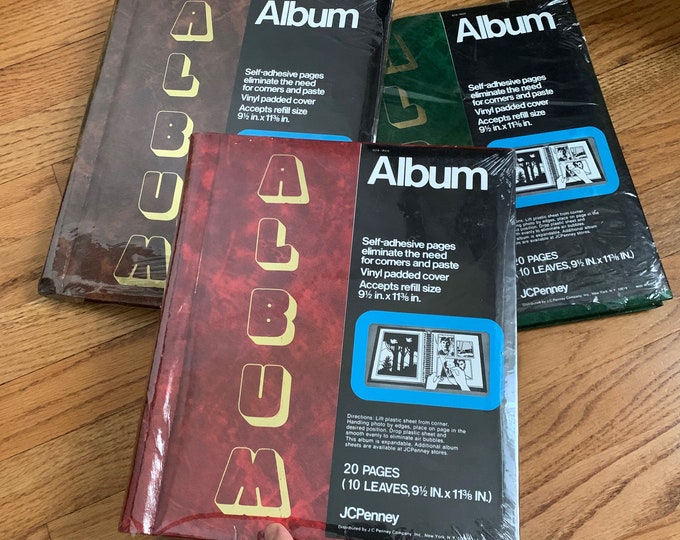 A
L
B
U
M
Album
Self-adhesive pages
eliminate the need
for corners and paste
Vinyl padded cover
Accepts refill size
9½ in. x 11⅜ in.
Album
Self-adhesive pages
eliminate the need
for corners and paste
Vinyl padded cover
Accepts refill size
9½ in. x 11⅜ in.
20 PAGES
(10 LEAVES, 9½ IN. X 11⅜ IN.)
JCPenney
A
L
B
U
M
Album
Self-adhesive pages
eliminate the need
for corners and paste
Vinyl padded cover
Accepts refill size
9½ in. x 11⅜ in.
Directions: Lift plastic sheet from corner.
Handling photo by edges, place on page in the
desired position. Drop plastic sheet and
smooth evenly to eliminate air bubbles.
This album is expandable. Additional album
sheets are available at JCPenney stores.
20 PAGES
(10 LEAVES, 9½ IN. X 11⅜ IN.)
JCPenney
Distributed by J C Penney Company, Inc., New York, N.Y.